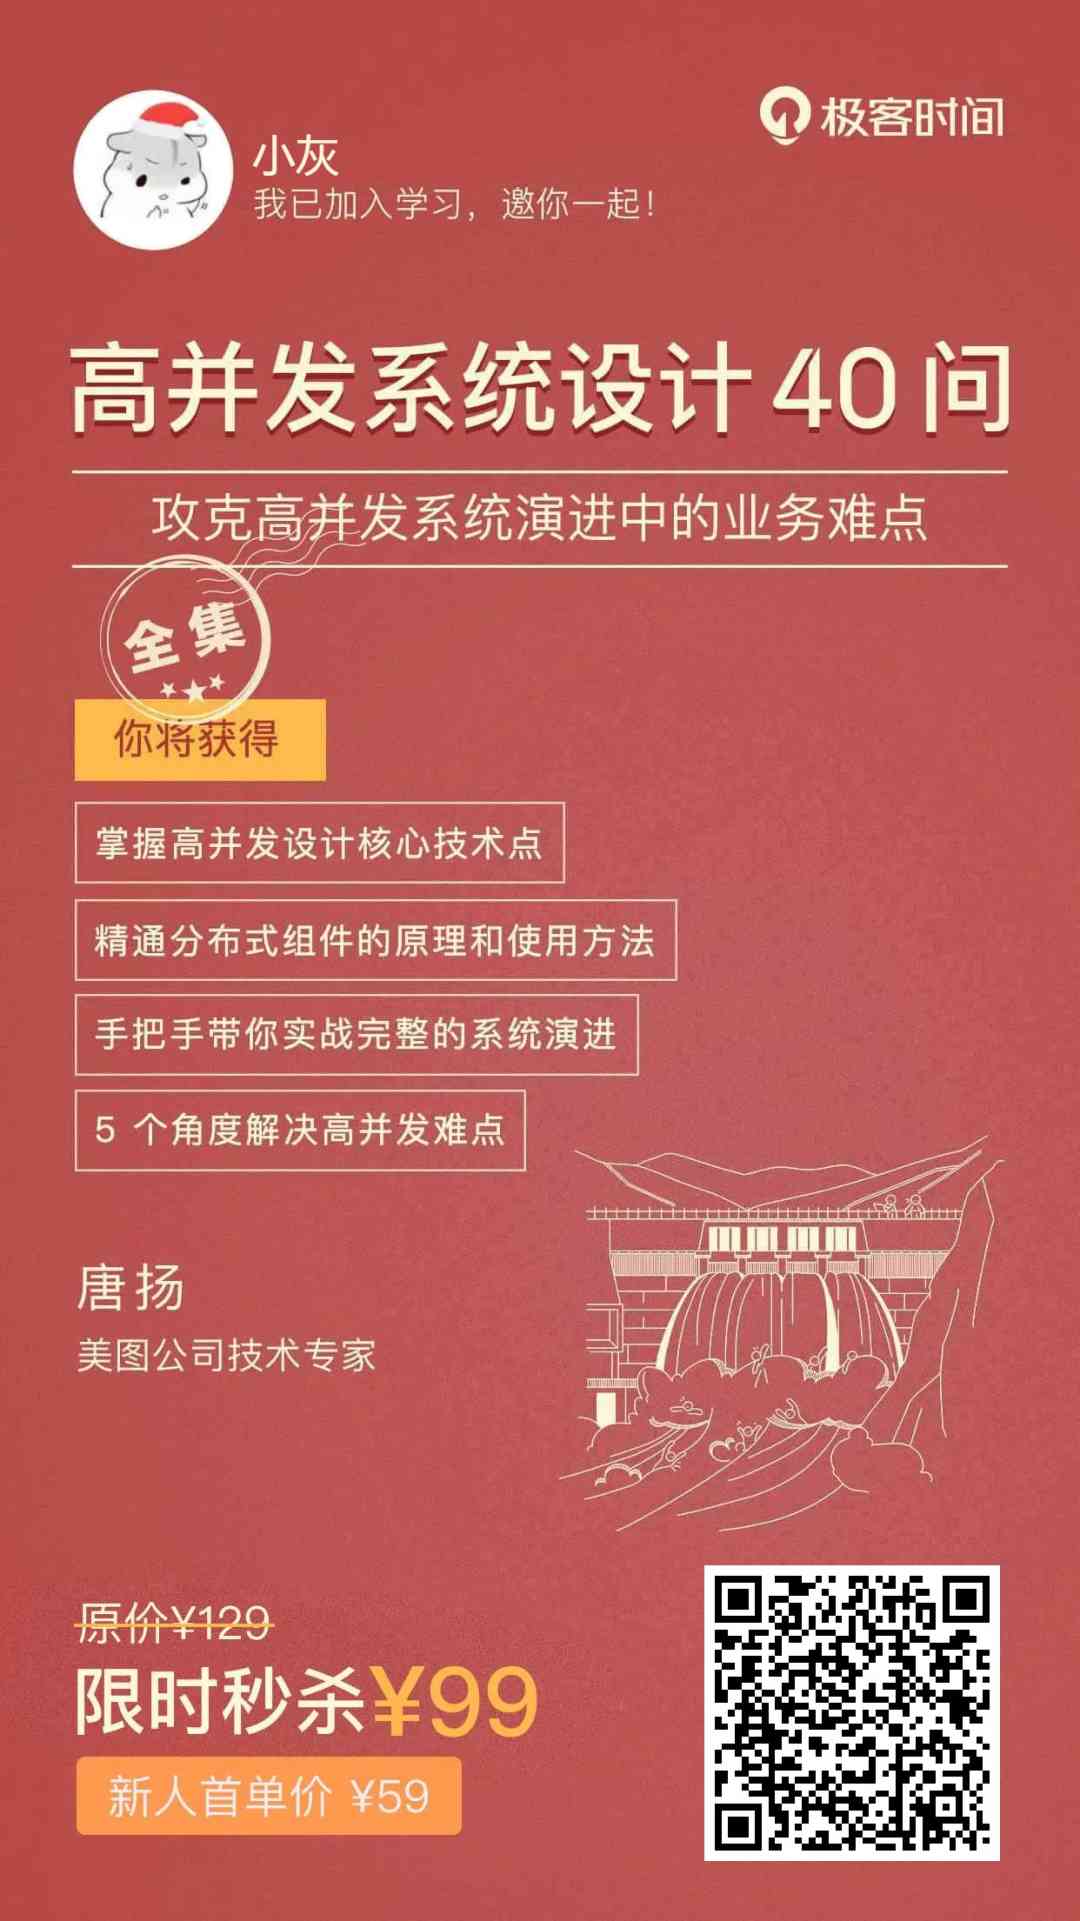 极客时间
小灰
我已加入学习，邀你一起！
高并发系统设计40问
攻克高并发系统演进中的业务难点
全集
你将获得
掌握高并发设计核心技术点
精通分布式组件的原理和使用方法
手把手带你实战完整的系统演进
5 个角度解决高并发难点
唐扬
美图公司技术专家
原价¥129
限时秒杀¥99
新人首单价 ¥59